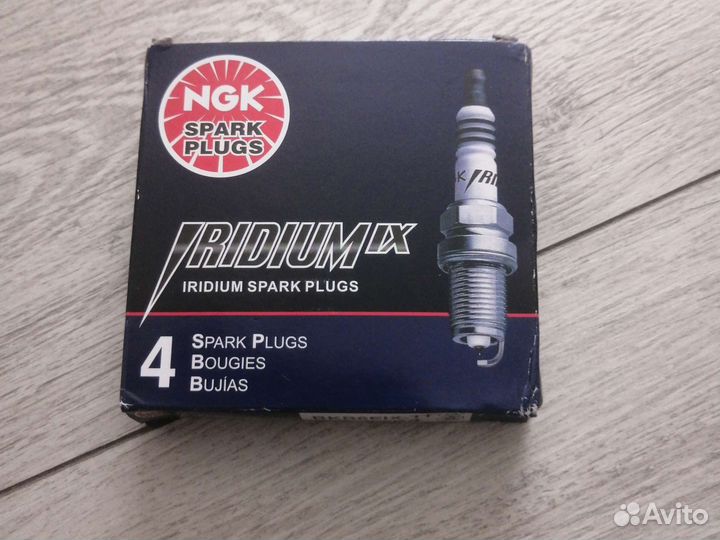 NGK
SPARK
PLUGS
IRIDIUM IX
IRIDIUM SPARK PLUGS
4 SPARK PLUGS
BOUGIES
BUJÍAS
Avito